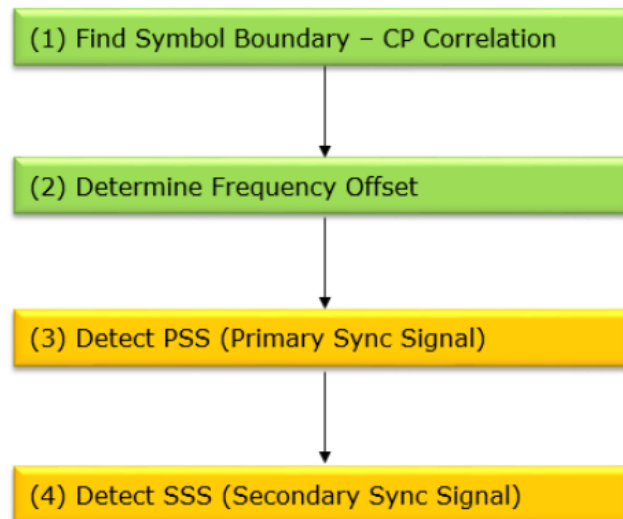 (1) Find Symbol Boundary – CP Correlation
(2) Determine Frequency Offset
(3) Detect PSS (Primary Sync Signal)
(4) Detect SSS (Secondary Sync Signal)